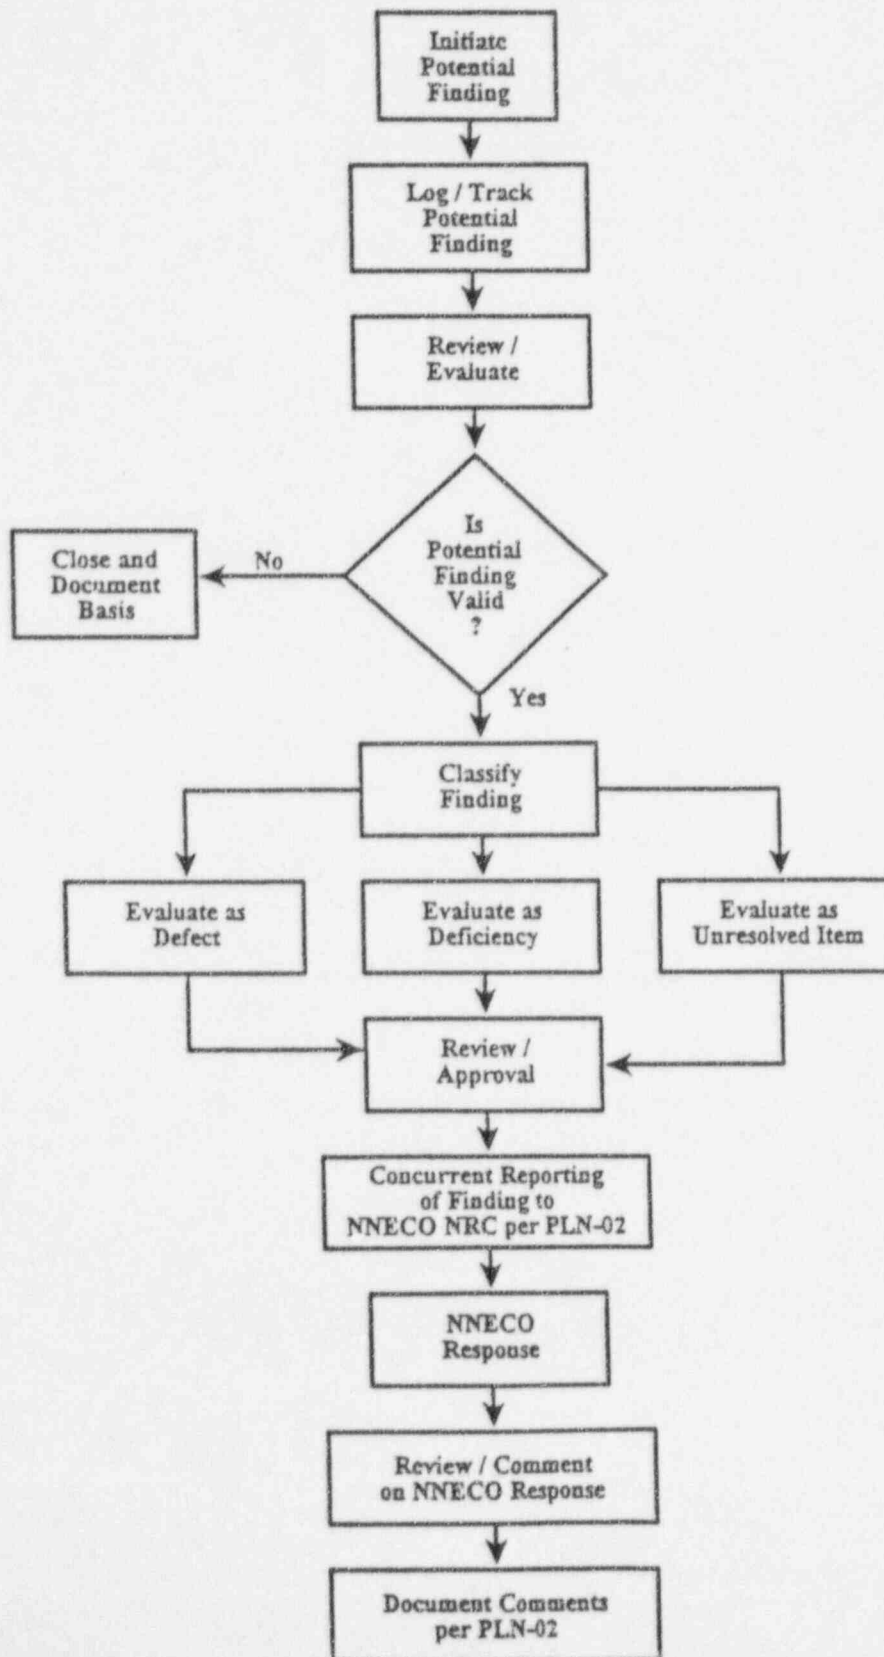 Initiate
Potential
Finding
Log / Track
Potential
Finding
Review /
Evaluate
Is
Potential
Finding
Valid
?
No
Close and
Document
Basis
Yes
Classify
Finding
Evaluate as
Defect
Evaluate as
Deficiency
Evaluate as
Unresolved Item
Review /
Approval
Concurrent Reporting
of Finding to
NNECO NRC per PLN-02
NNECO
Response
Review / Comment
on NNECO Response
Document Comments
per PLN-02